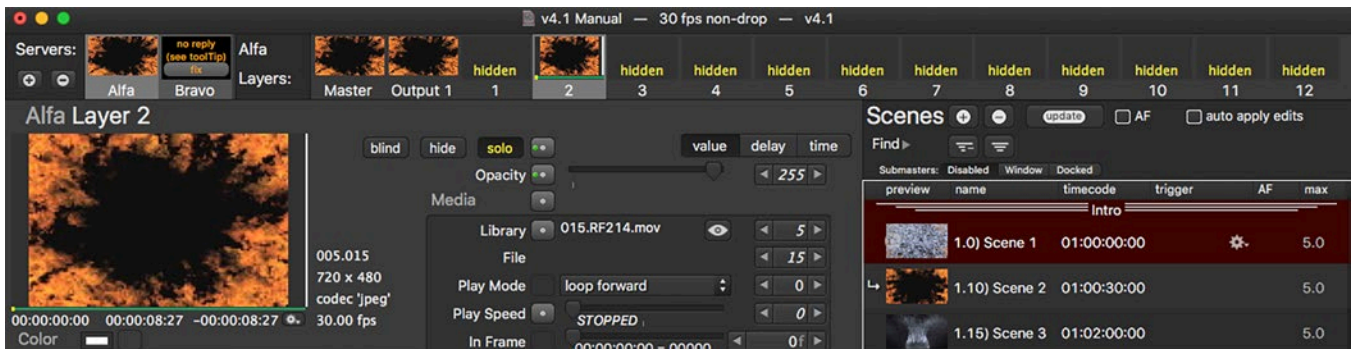 v4.1 Manual — 30 fps non-drop — v4.1
Servers:
no reply
(see toolTip)
fix
Alfa
Bravo
Alfa
Layers:
Master
Output 1
hidden
1
2
hidden
3
hidden
4
hidden
5
hidden
6
hidden
7
hidden
8
hidden
9
hidden
10
hidden
11
hidden
12
Alfa Layer 2
00:00:00:00 00:00:08:27 -00:00:08:27
Color
005.015
720 x 480
codec 'jpeg'
30.00 fps
blind hide solo value delay time
Opacity 255
Media
Library 015.RF214.mov 5
File 15
Play Mode loop forward 0
Play Speed STOPPED 0
In Frame 00:00:00:00 = 00000 0f
Scenes update AF auto apply edits
Find
Submasters: Disabled Window Docked
preview name timecode trigger AF max
Intro
1.0) Scene 1 01:00:00:00 5.0
1.10) Scene 2 01:00:30:00 5.0
1.15) Scene 3 01:02:00:00 5.0